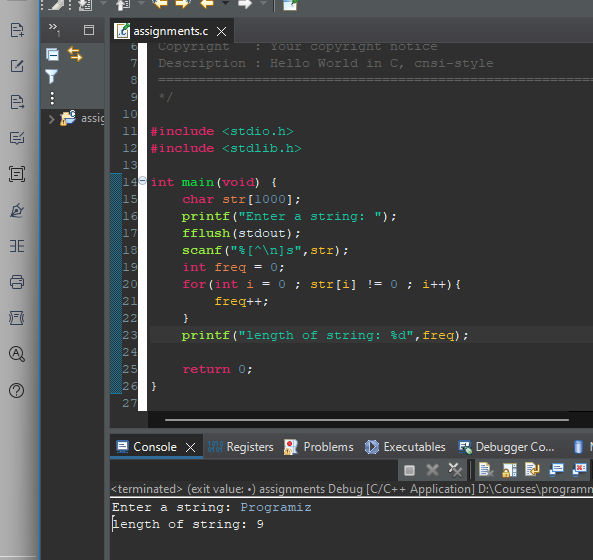 assignments.c
assig
6 Copyright : Your copyright notice
7 Description : Hello World in C, cnsi-style
8 ============================================================
9 */
10
11 #include <stdio.h>
12 #include <stdlib.h>
13
14 int main(void) {
15 char str[1000];
16 printf("Enter a string: ");
17 fflush(stdout);
18 scanf("%[^\n]s",str);
19 int freq = 0;
20 for(int i = 0 ; str[i] != 0 ; i++){
21 freq++;
22 }
23 printf("length of string: %d",freq);
24
25 return 0;
26 }
27
Console Registers Problems Executables Debugger Co...
<terminated> (exit value: •) assignments Debug [C/C++ Application] D:\Courses\programm
Enter a string: Programiz
length of string: 9